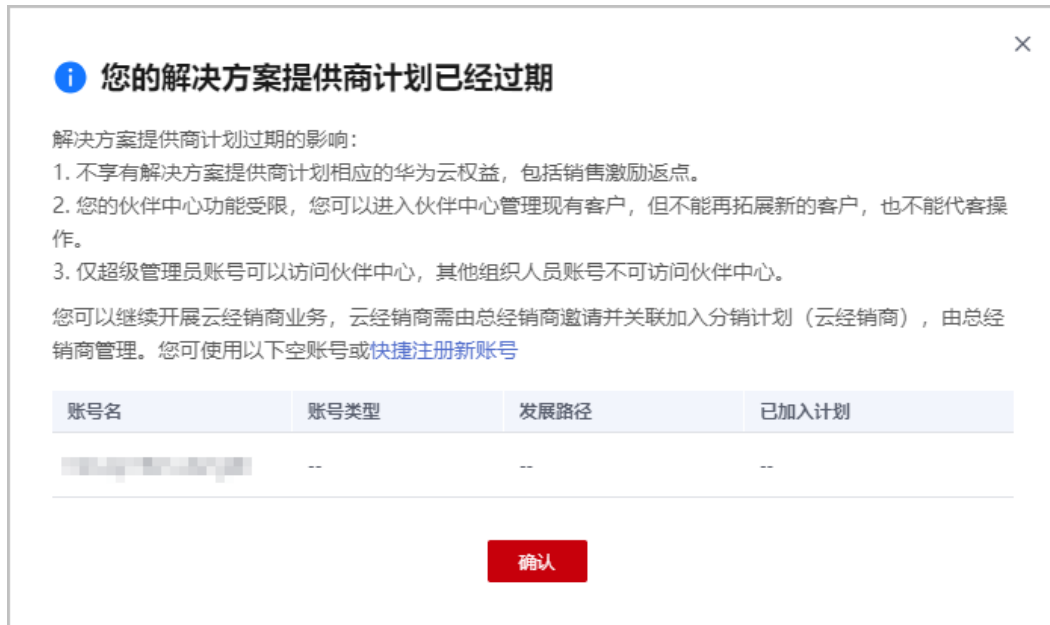 您的解决方案提供商计划已经过期
解决方案提供商计划过期的影响：
1. 不享有解决方案提供商计划相应的华为云权益，包括销售激励返点。
2. 您的伙伴中心功能受限，您可以进入伙伴中心管理现有客户，但不能再拓展新的客户，也不能代客操
作。
3. 仅超级管理员账号可以访问伙伴中心，其他组织人员账号不可访问伙伴中心。
您可以继续开展云经销商业务，云经销商需由总经销商邀请并关联加入分销计划（云经销商），由总经
销商管理。您可使用以下空账号或快捷注册新账号
账号名 账号类型 发展路径 已加入计划
-- -- --
确认